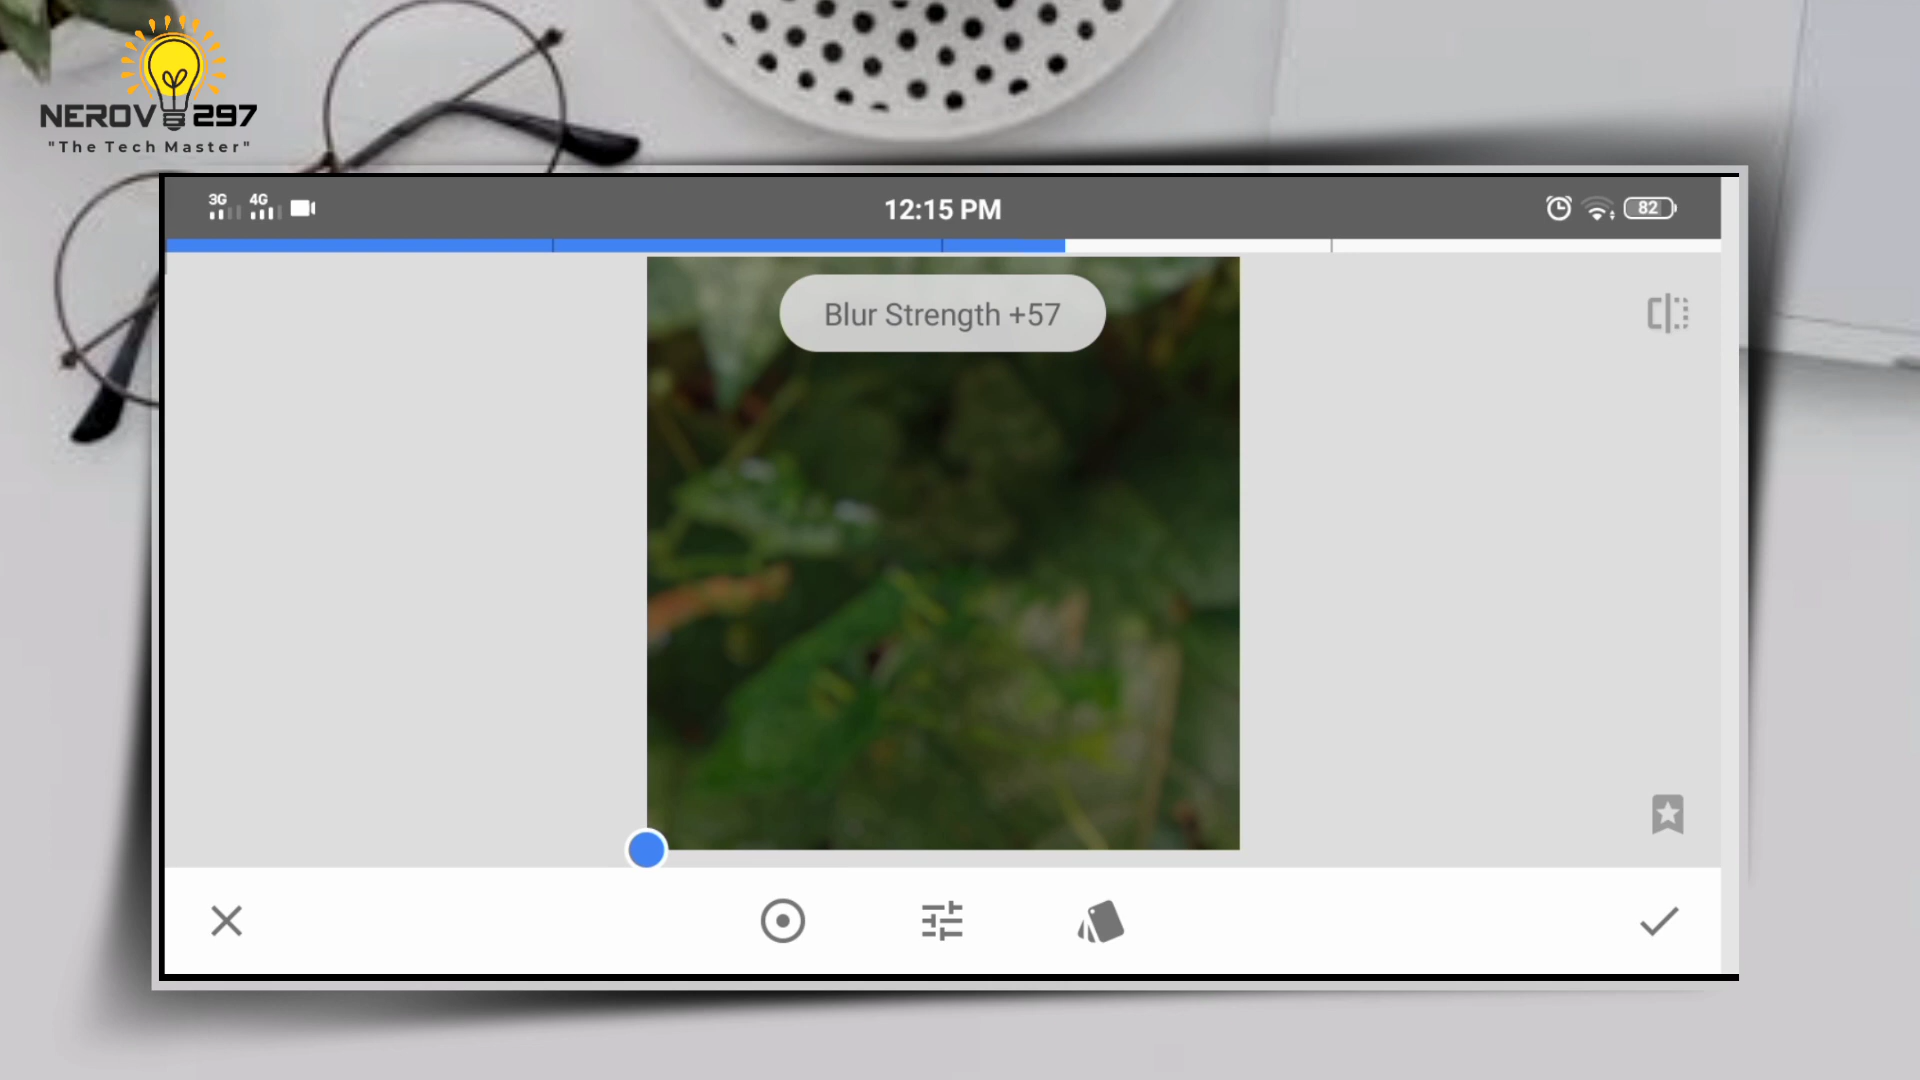 NEROV 297
"The Tech Master"
3G 4G
12:15 PM
82
Blur Strength +57